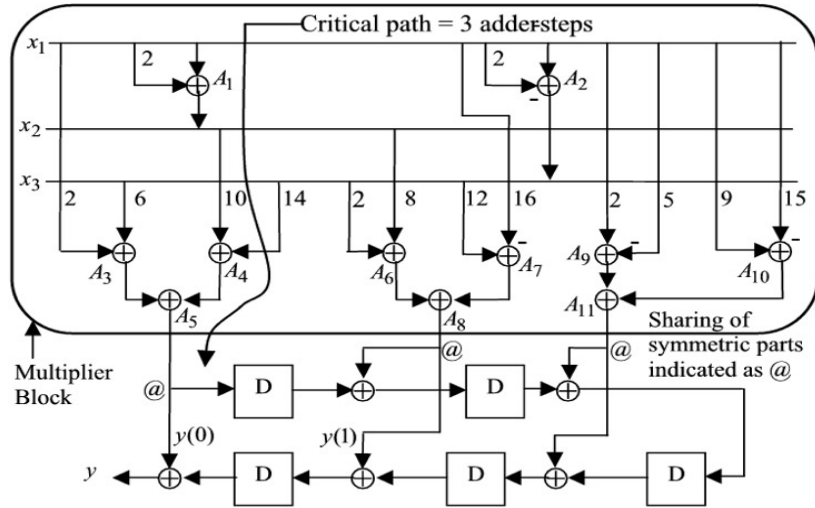 Critical path = 3 adder-steps
x1
2
A1
2
A2
-
x2
x3
2
6
10
14
2
8
12
16
2
5
9
15
-
-
-
A3
A4
A6
A7
A9
A10
A5
A8
A11
Sharing of
symmetric parts
indicated as @
Multiplier
Block
@
@
@
D
D
y(0)
y(1)
y
D
D
D